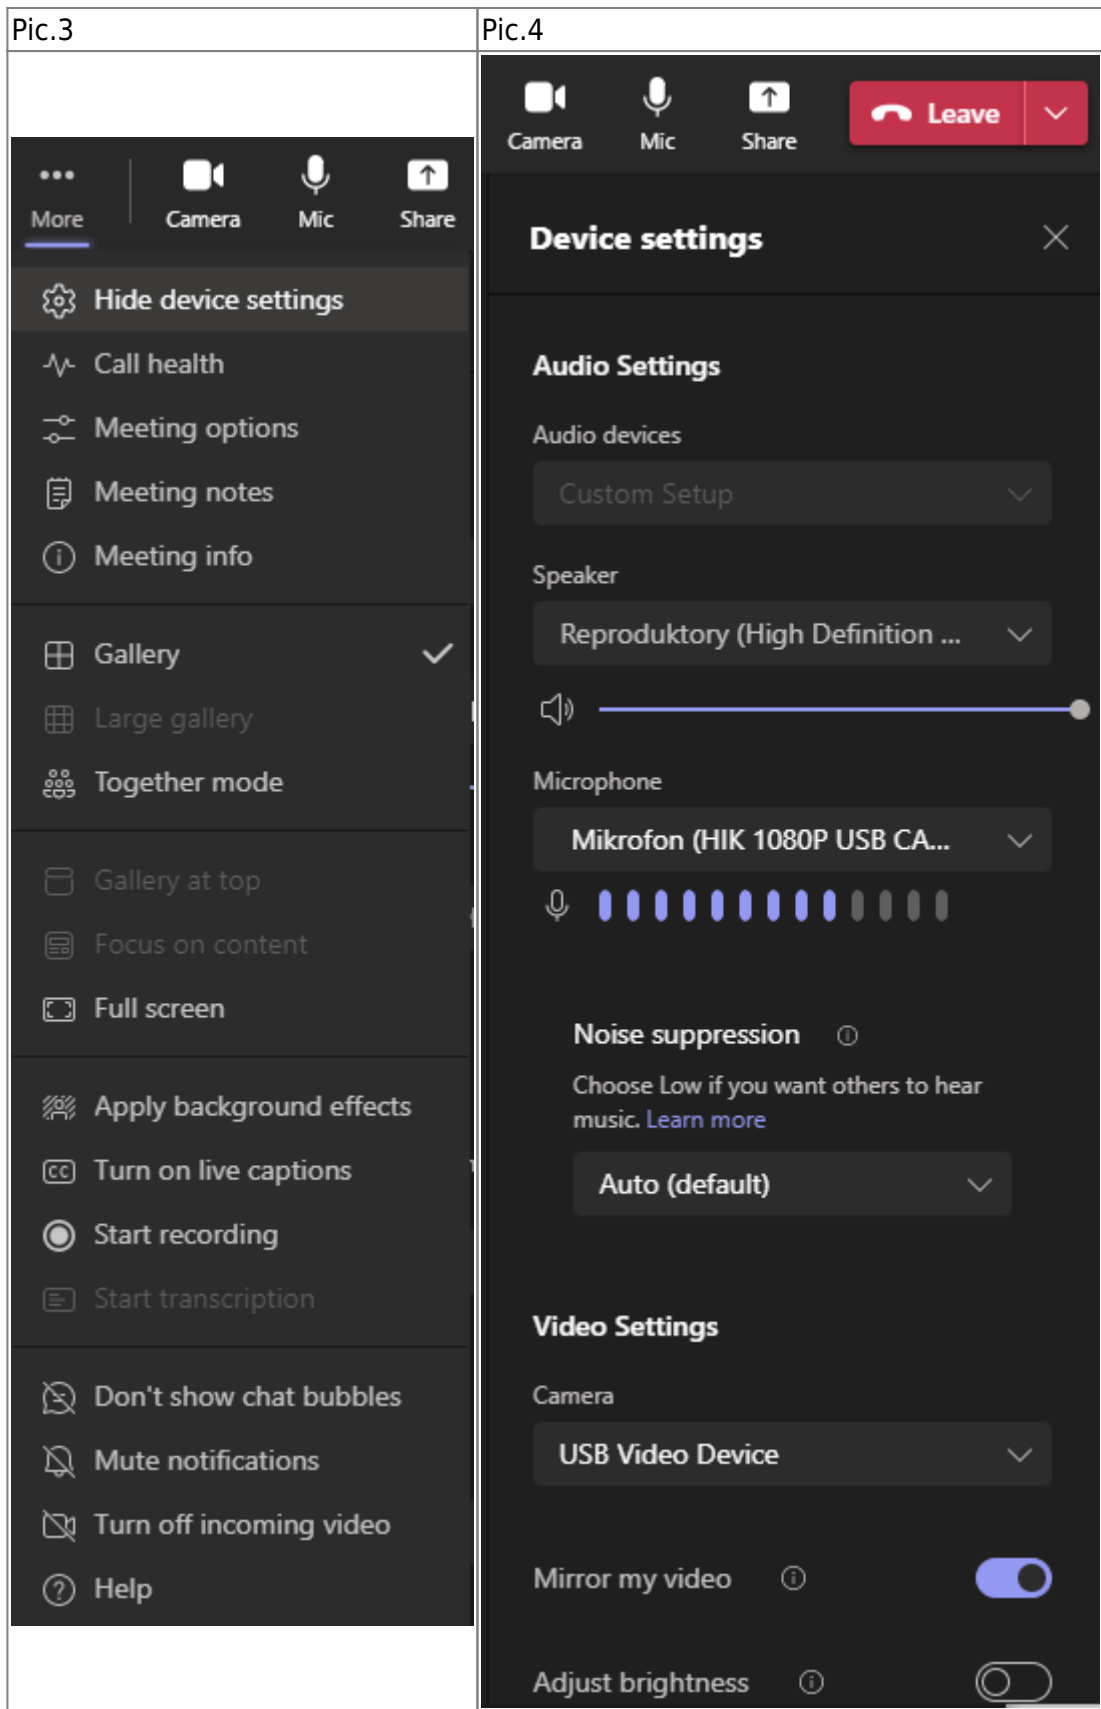 Pic.3
Pic.4
More
Camera
Mic
Share
Hide device settings
Call health
Meeting options
Meeting notes
Meeting info
Gallery
Large gallery
Together mode
Gallery at top
Focus on content
Full screen
Apply background effects
CC Turn on live captions
Start recording
Start transcription
Don't show chat bubbles
Mute notifications
Turn off incoming video
Help
Camera
Mic
Share
Leave
Device settings
Audio Settings
Audio devices
Custom Setup
Speaker
Reproduktory (High Definition ...
Microphone
Mikrofon (HIK 1080P USB CA...
Noise suppression
Choose Low if you want others to hear
music. Learn more
Auto (default)
Video Settings
Camera
USB Video Device
Mirror my video
Adjust brightness